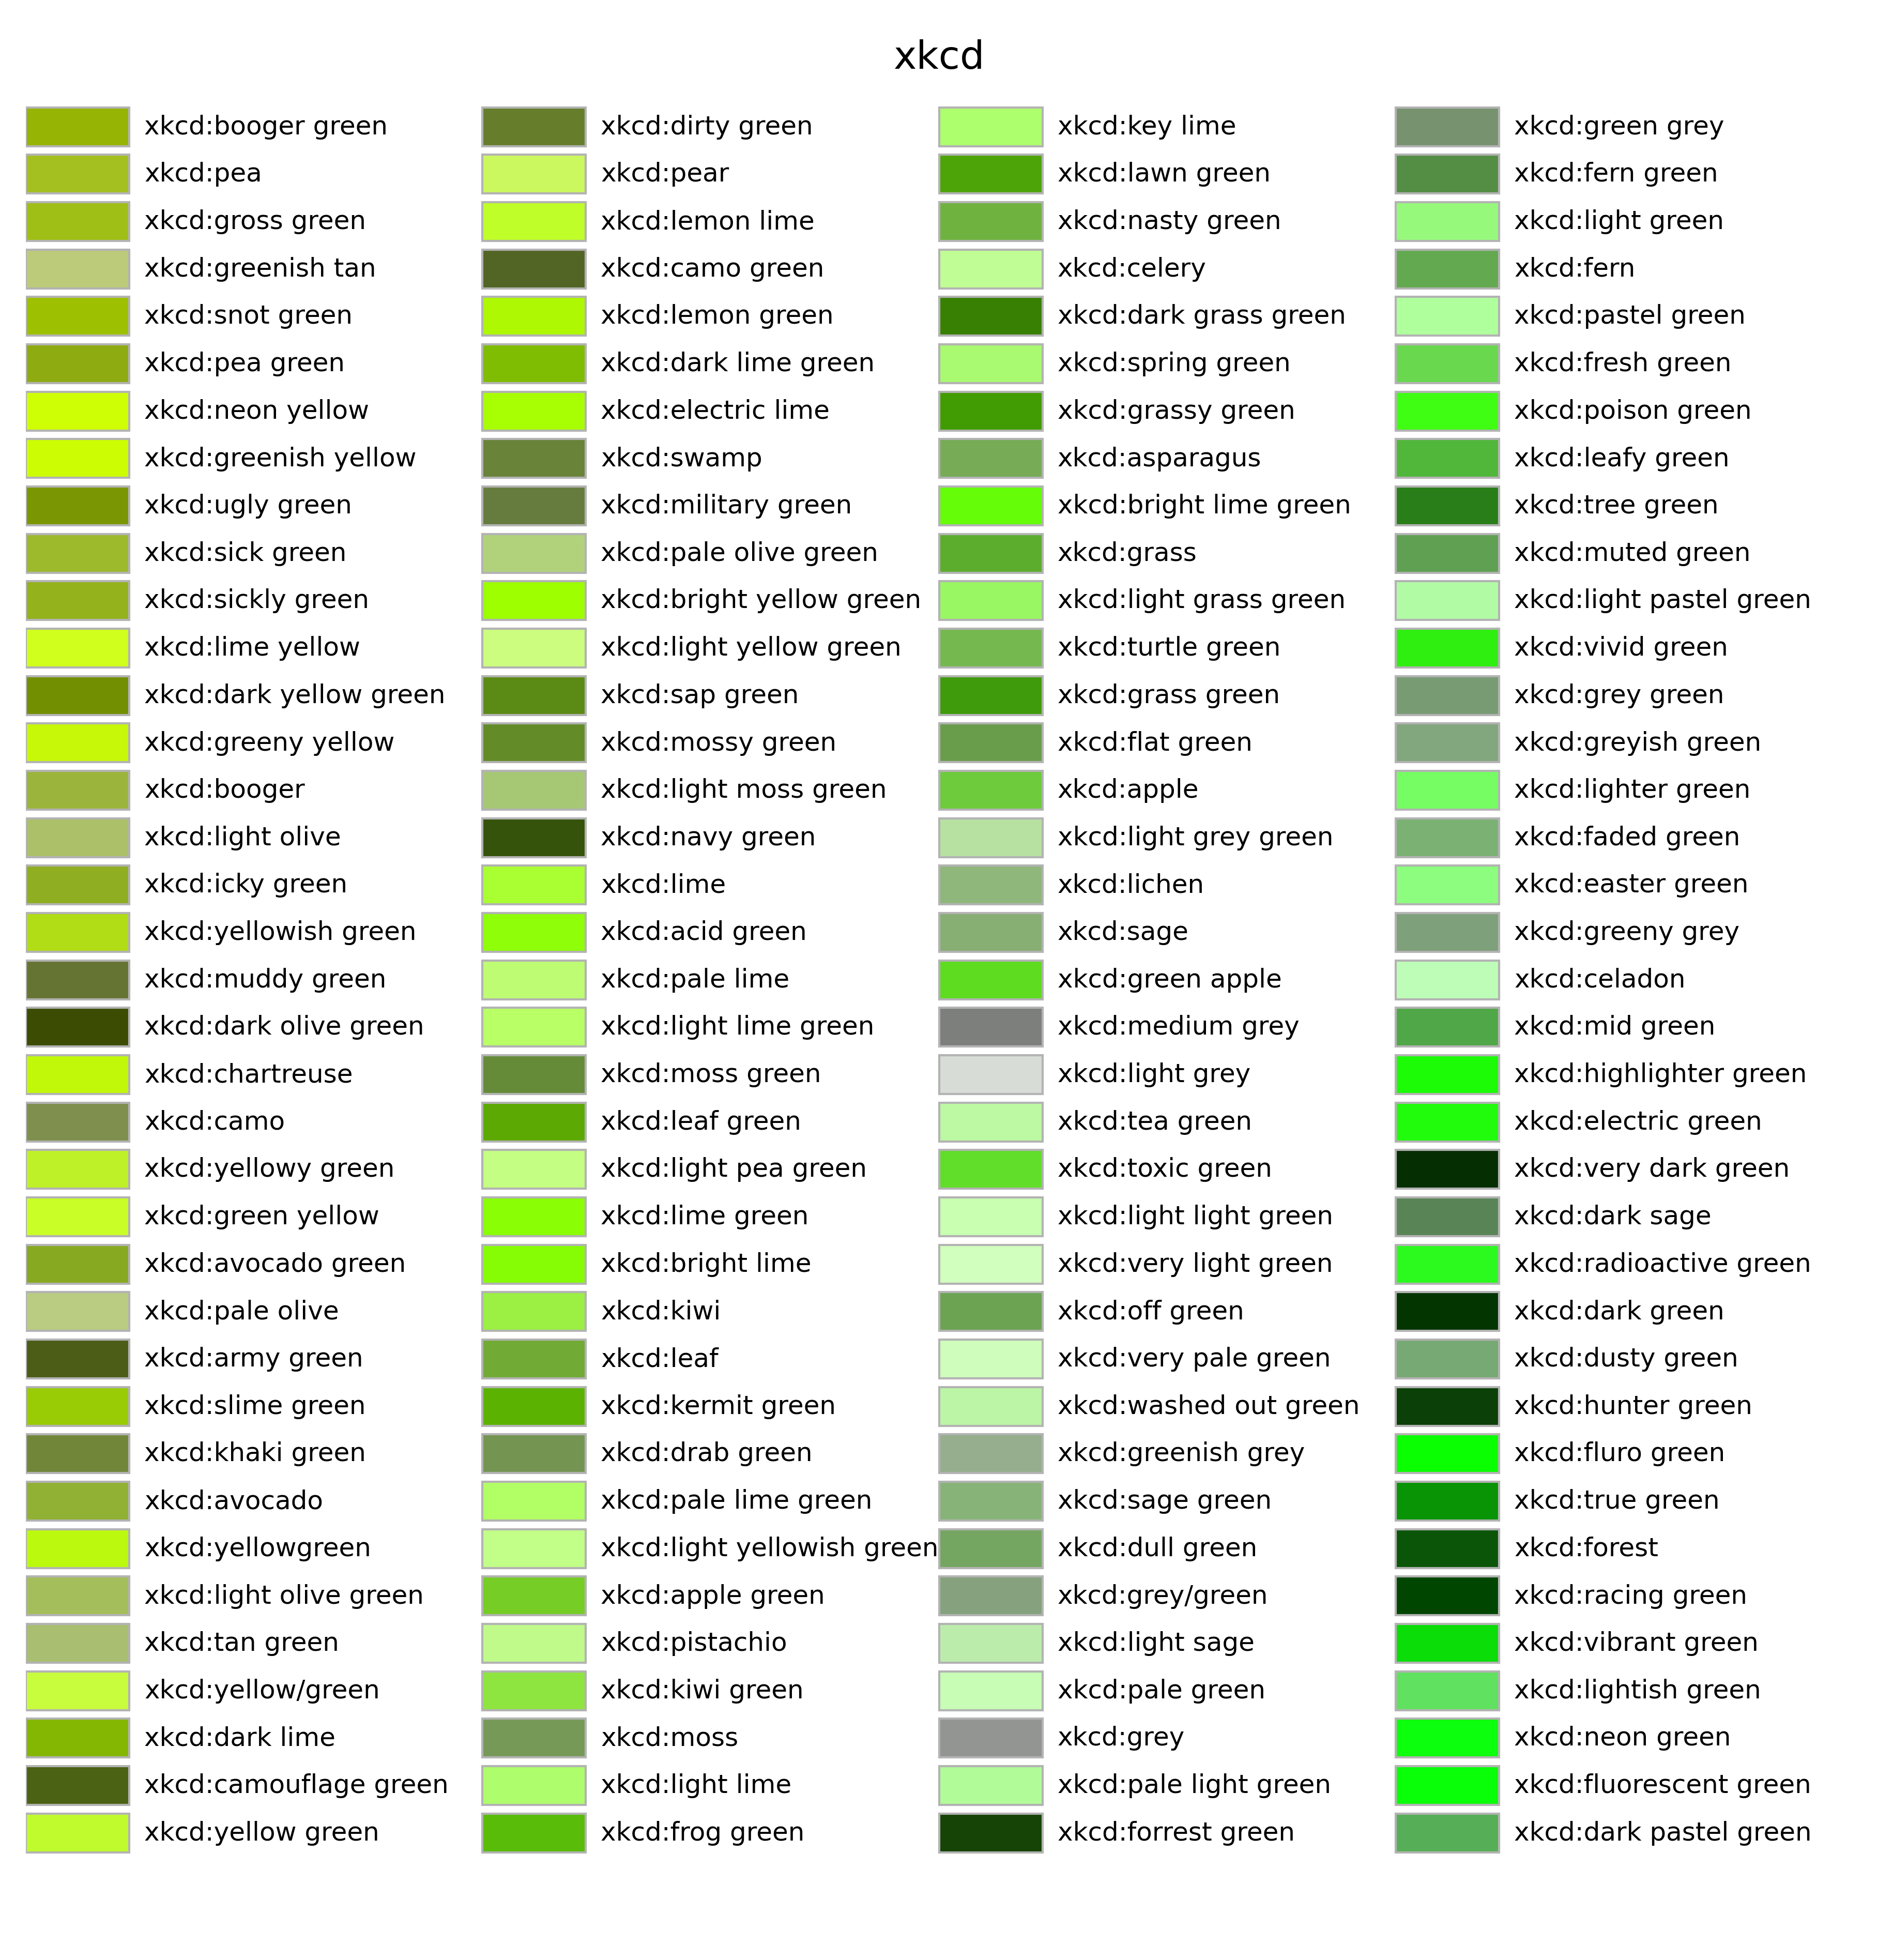 xkcd
xkcd:booger green
xkcd:pea
xkcd:gross green
xkcd:greenish tan
xkcd:snot green
xkcd:pea green
xkcd:neon yellow
xkcd:greenish yellow
xkcd:ugly green
xkcd:sick green
xkcd:sickly green
xkcd:lime yellow
xkcd:dark yellow green
xkcd:greeny yellow
xkcd:booger
xkcd:light olive
xkcd:icky green
xkcd:yellowish green
xkcd:muddy green
xkcd:dark olive green
xkcd:chartreuse
xkcd:camo
xkcd:yellowy green
xkcd:green yellow
xkcd:avocado green
xkcd:pale olive
xkcd:army green
xkcd:slime green
xkcd:khaki green
xkcd:avocado
xkcd:yellowgreen
xkcd:light olive green
xkcd:tan green
xkcd:yellow/green
xkcd:dark lime
xkcd:camouflage green
xkcd:yellow green
xkcd:dirty green
xkcd:pear
xkcd:lemon lime
xkcd:camo green
xkcd:lemon green
xkcd:dark lime green
xkcd:electric lime
xkcd:swamp
xkcd:military green
xkcd:pale olive green
xkcd:bright yellow green
xkcd:light yellow green
xkcd:sap green
xkcd:mossy green
xkcd:light moss green
xkcd:navy green
xkcd:lime
xkcd:acid green
xkcd:pale lime
xkcd:light lime green
xkcd:moss green
xkcd:leaf green
xkcd:light pea green
xkcd:lime green
xkcd:bright lime
xkcd:kiwi
xkcd:leaf
xkcd:kermit green
xkcd:drab green
xkcd:pale lime green
xkcd:light yellowish green
xkcd:apple green
xkcd:pistachio
xkcd:kiwi green
xkcd:moss
xkcd:light lime
xkcd:frog green
xkcd:key lime
xkcd:lawn green
xkcd:nasty green
xkcd:celery
xkcd:dark grass green
xkcd:spring green
xkcd:grassy green
xkcd:asparagus
xkcd:bright lime green
xkcd:grass
xkcd:light grass green
xkcd:turtle green
xkcd:grass green
xkcd:flat green
xkcd:apple
xkcd:light grey green
xkcd:lichen
xkcd:sage
xkcd:green apple
xkcd:medium grey
xkcd:light grey
xkcd:tea green
xkcd:toxic green
xkcd:light light green
xkcd:very light green
xkcd:off green
xkcd:very pale green
xkcd:washed out green
xkcd:greenish grey
xkcd:sage green
xkcd:dull green
xkcd:grey/green
xkcd:light sage
xkcd:pale green
xkcd:grey
xkcd:pale light green
xkcd:forrest green
xkcd:green grey
xkcd:fern green
xkcd:light green
xkcd:fern
xkcd:pastel green
xkcd:fresh green
xkcd:poison green
xkcd:leafy green
xkcd:tree green
xkcd:muted green
xkcd:light pastel green
xkcd:vivid green
xkcd:grey green
xkcd:greyish green
xkcd:lighter green
xkcd:faded green
xkcd:easter green
xkcd:greeny grey
xkcd:celadon
xkcd:mid green
xkcd:highlighter green
xkcd:electric green
xkcd:very dark green
xkcd:dark sage
xkcd:radioactive green
xkcd:dark green
xkcd:dusty green
xkcd:hunter green
xkcd:fluro green
xkcd:true green
xkcd:forest
xkcd:racing green
xkcd:vibrant green
xkcd:lightish green
xkcd:neon green
xkcd:fluorescent green
xkcd:dark pastel green